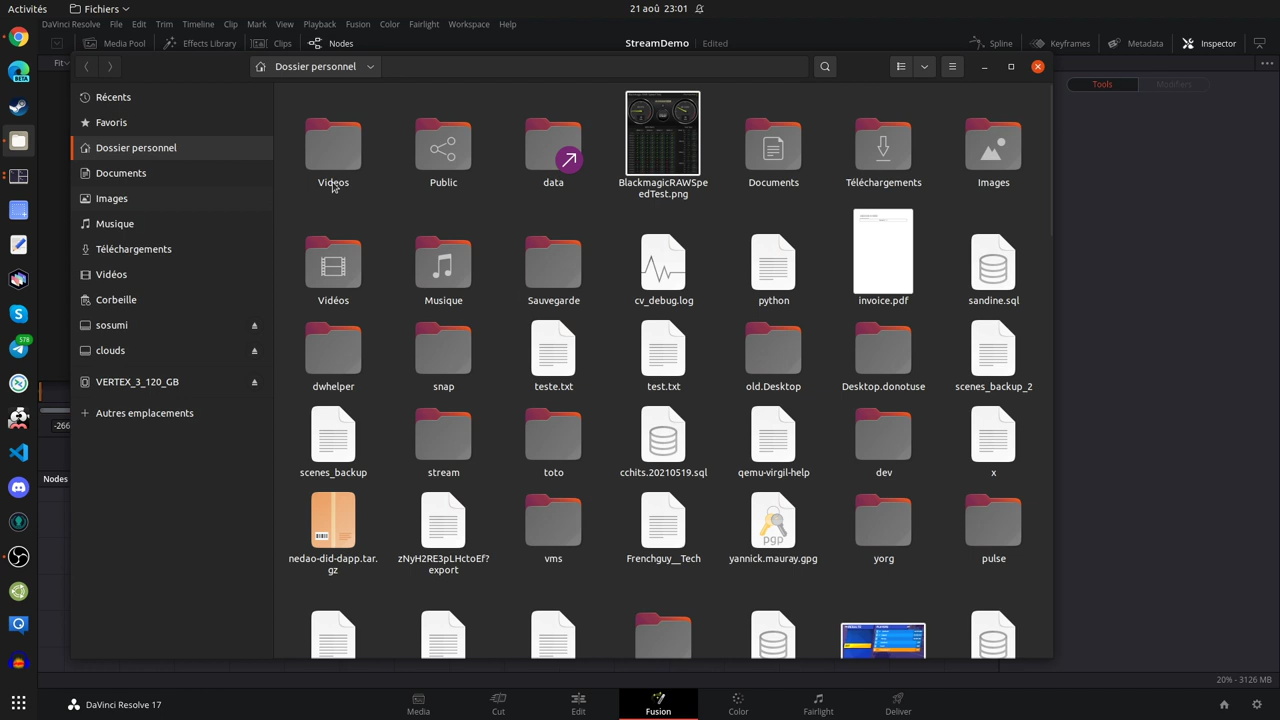 Activités
Fichiers
21 aoû 23:01
DaVinci Resolve File Edit Trim Timeline Clip Mark View Playback Fusion Color Fairlight Workspace Help
Media Pool Effects Library Clips Nodes
StreamDemo Edited
Spline Keyframes Metadata Inspector
Fit
Dossier personnel
Tools Modifiers
Récents
Favoris
Dossier personnel
Documents
Images
Musique
Téléchargements
Vidéos
Corbeille
sosumi
clouds
VERTEX_3_120_GB
Autres emplacements
Videos
Public
data
BlackmagicRAWSpe
edTest.png
Documents
Téléchargements
Images
Vidéos
Musique
Sauvegarde
cv_debug.log
python
invoice.pdf
sandine.sql
dwhelper
snap
teste.txt
test.txt
old.Desktop
Desktop.donotuse
scenes_backup_2
scenes_backup
stream
toto
cchits.20210519.sql
qemu-virgil-help
dev
x
nedao-did-dapp.tar.
gz
zNyH2RE3pLHctoEf?
export
vms
Frenchguy__Tech
pgp
yannick.mauray.gpg
yorg
pulse
BETA
578
-266
Nodes
20% - 3126 MB
DaVinci Resolve 17
Media Cut Edit Fusion Color Fairlight Deliver